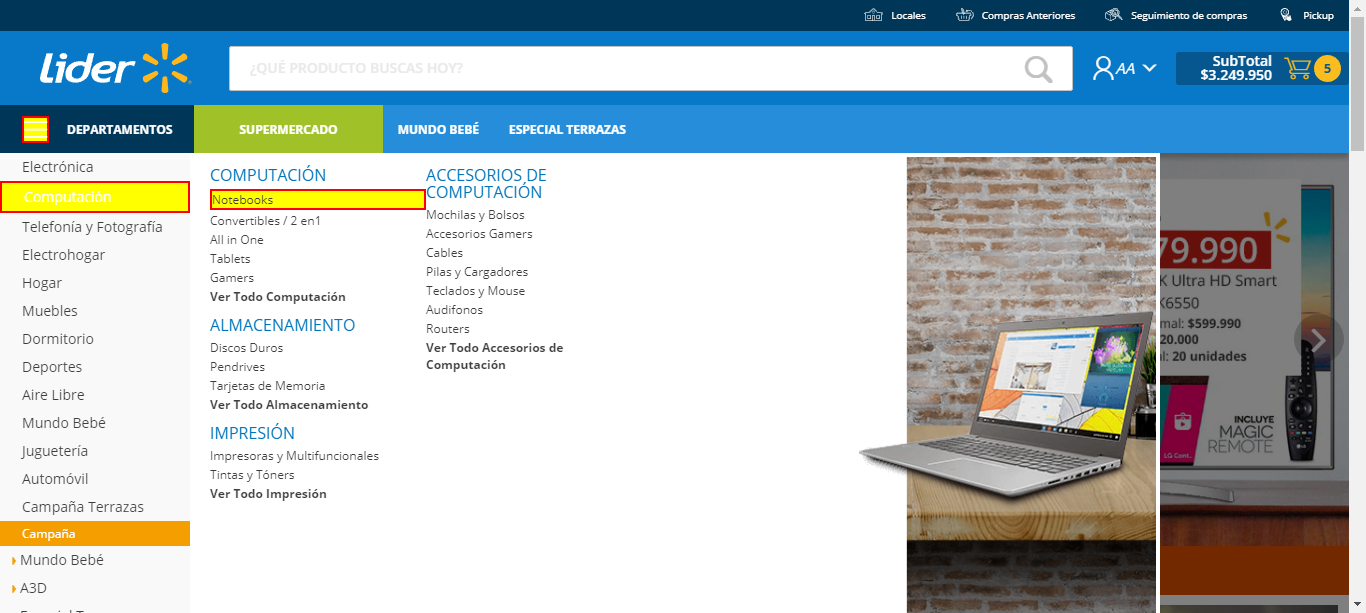 Locales
Compras Anteriores
Seguimiento de compras
Pickup
Lider
¿QUÉ PRODUCTO BUSCAS HOY?
AA
SubTotal
$3.249.950
5
DEPARTAMENTOS
SUPERMERCADO
MUNDO BEBÉ
ESPECIAL TERRAZAS
Electrónica
Computación
Telefonía y Fotografía
Electrohogar
Hogar
Muebles
Dormitorio
Deportes
Aire Libre
Mundo Bebé
Juguetería
Automóvil
Campaña Terrazas
Campaña
Mundo Bebé
A3D
COMPUTACIÓN
Notebooks
Convertibles / 2 en1
All in One
Tablets
Gamers
Ver Todo Computación
ALMACENAMIENTO
Discos Duros
Pendrives
Tarjetas de Memoria
Ver Todo Almacenamiento
IMPRESIÓN
Impresoras y Multifuncionales
Tintas y Tóners
Ver Todo Impresión
ACCESORIOS DE
COMPUTACIÓN
Mochilas y Bolsos
Accesorios Gamers
Cables
Pilas y Cargadores
Teclados y Mouse
Audifonos
Routers
Ver Todo Accesorios de
Computación
79.990
K Ultra HD Smart
K6550
mal: $599.990
20.000
l: 20 unidades
INCLUYE
MAGIC
REMOTE
LG Cont.
LG